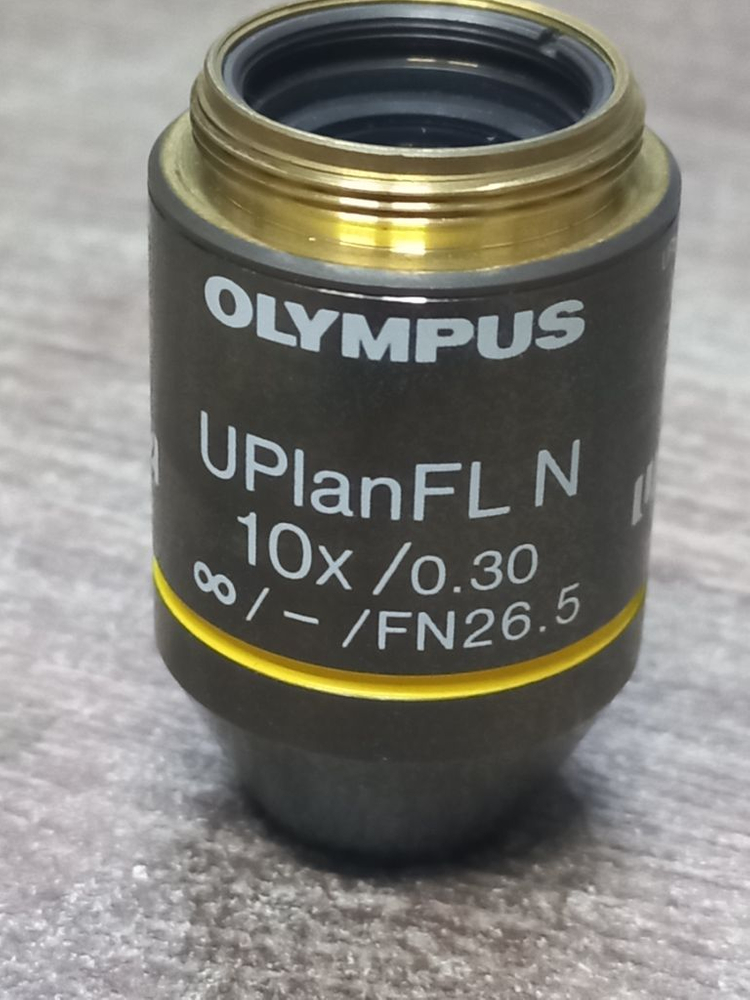 OLYMPUS
UPlanFL N
10x /0.30
∞/ – /FN26.5